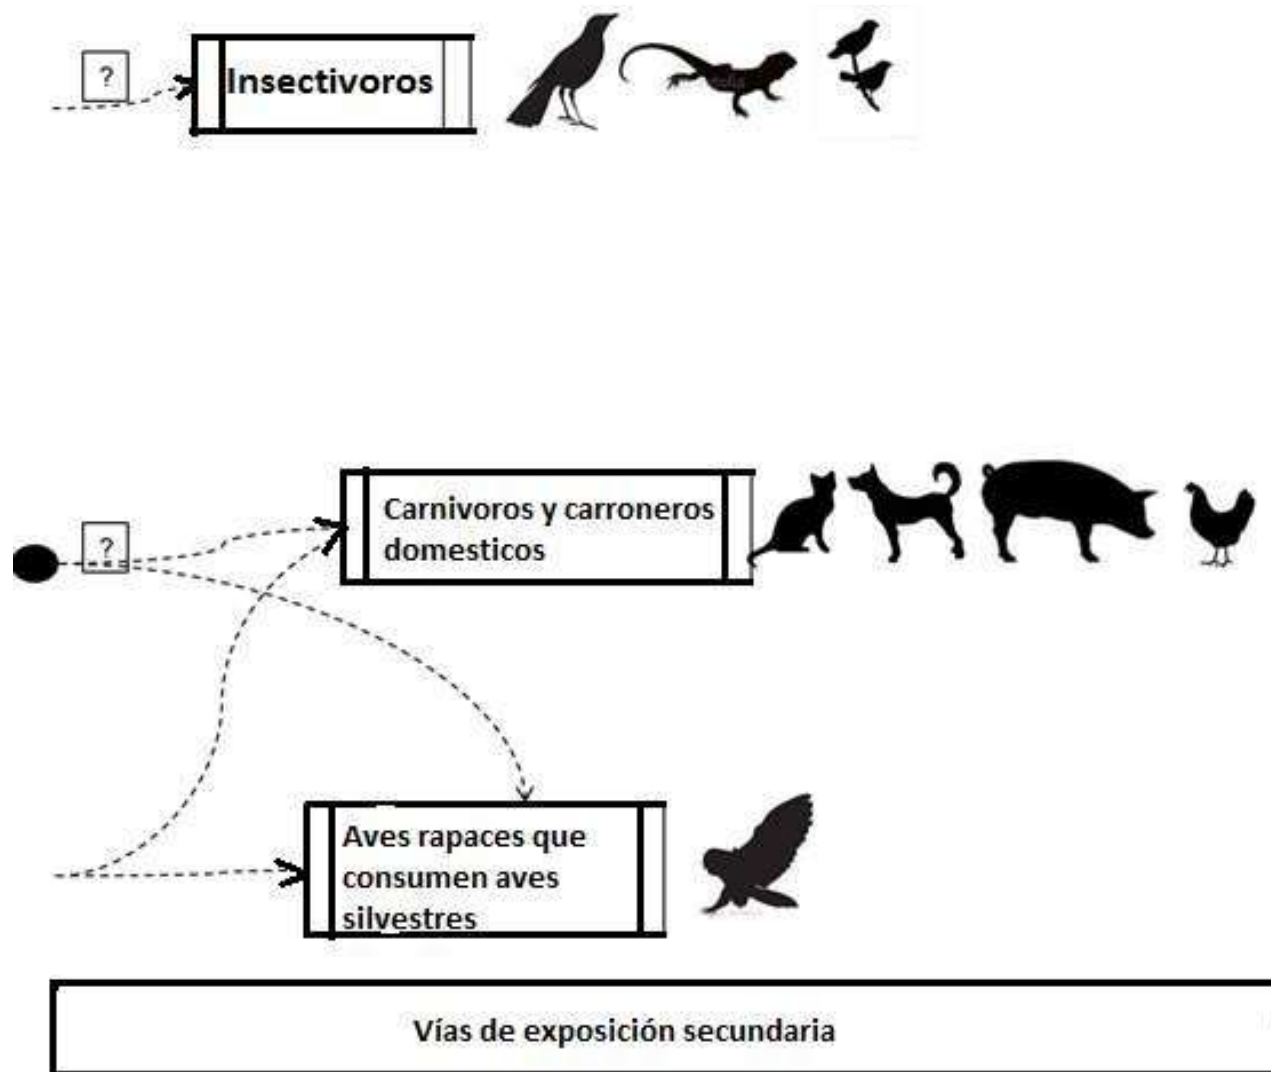 ?
Insectivoros
?
Carnivoros y carroneros
domesticos
Aves rapaces que
consumen aves
silvestres
Vías de exposición secundaria